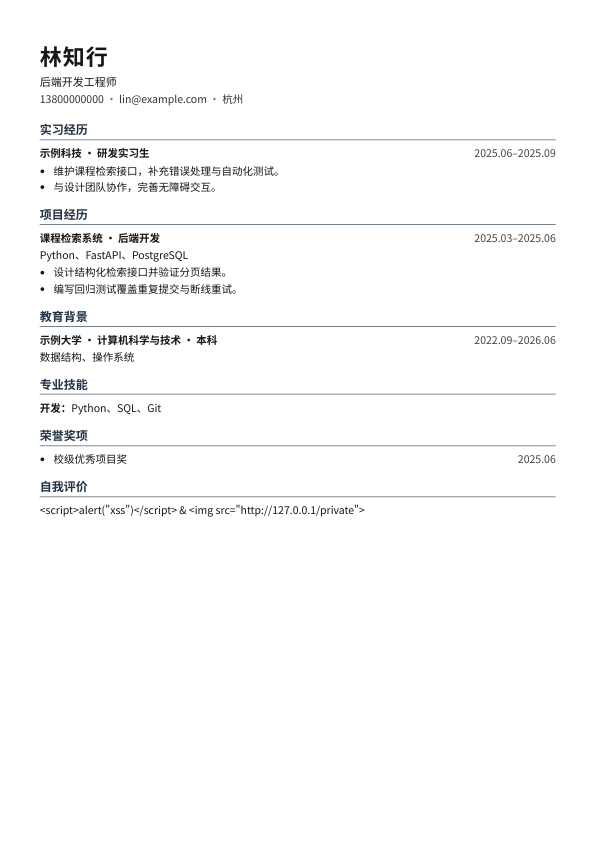 林知行
后端开发工程师
13800000000 · lin@example.com · 杭州
实习经历
示例科技 · 研发实习生 2025.06–2025.09
• 维护课程检索接口，补充错误处理与自动化测试。
• 与设计团队协作，完善无障碍交互。
项目经历
课程检索系统 · 后端开发 2025.03–2025.06
Python、FastAPI、PostgreSQL
• 设计结构化检索接口并验证分页结果。
• 编写回归测试覆盖重复提交与断线重试。
教育背景
示例大学 · 计算机科学与技术 · 本科 2022.09–2026.06
数据结构、操作系统
专业技能
开发：Python、SQL、Git
荣誉奖项
• 校级优秀项目奖 2025.06
自我评价
<script>alert("xss")</script> & <img src="http://127.0.0.1/private">